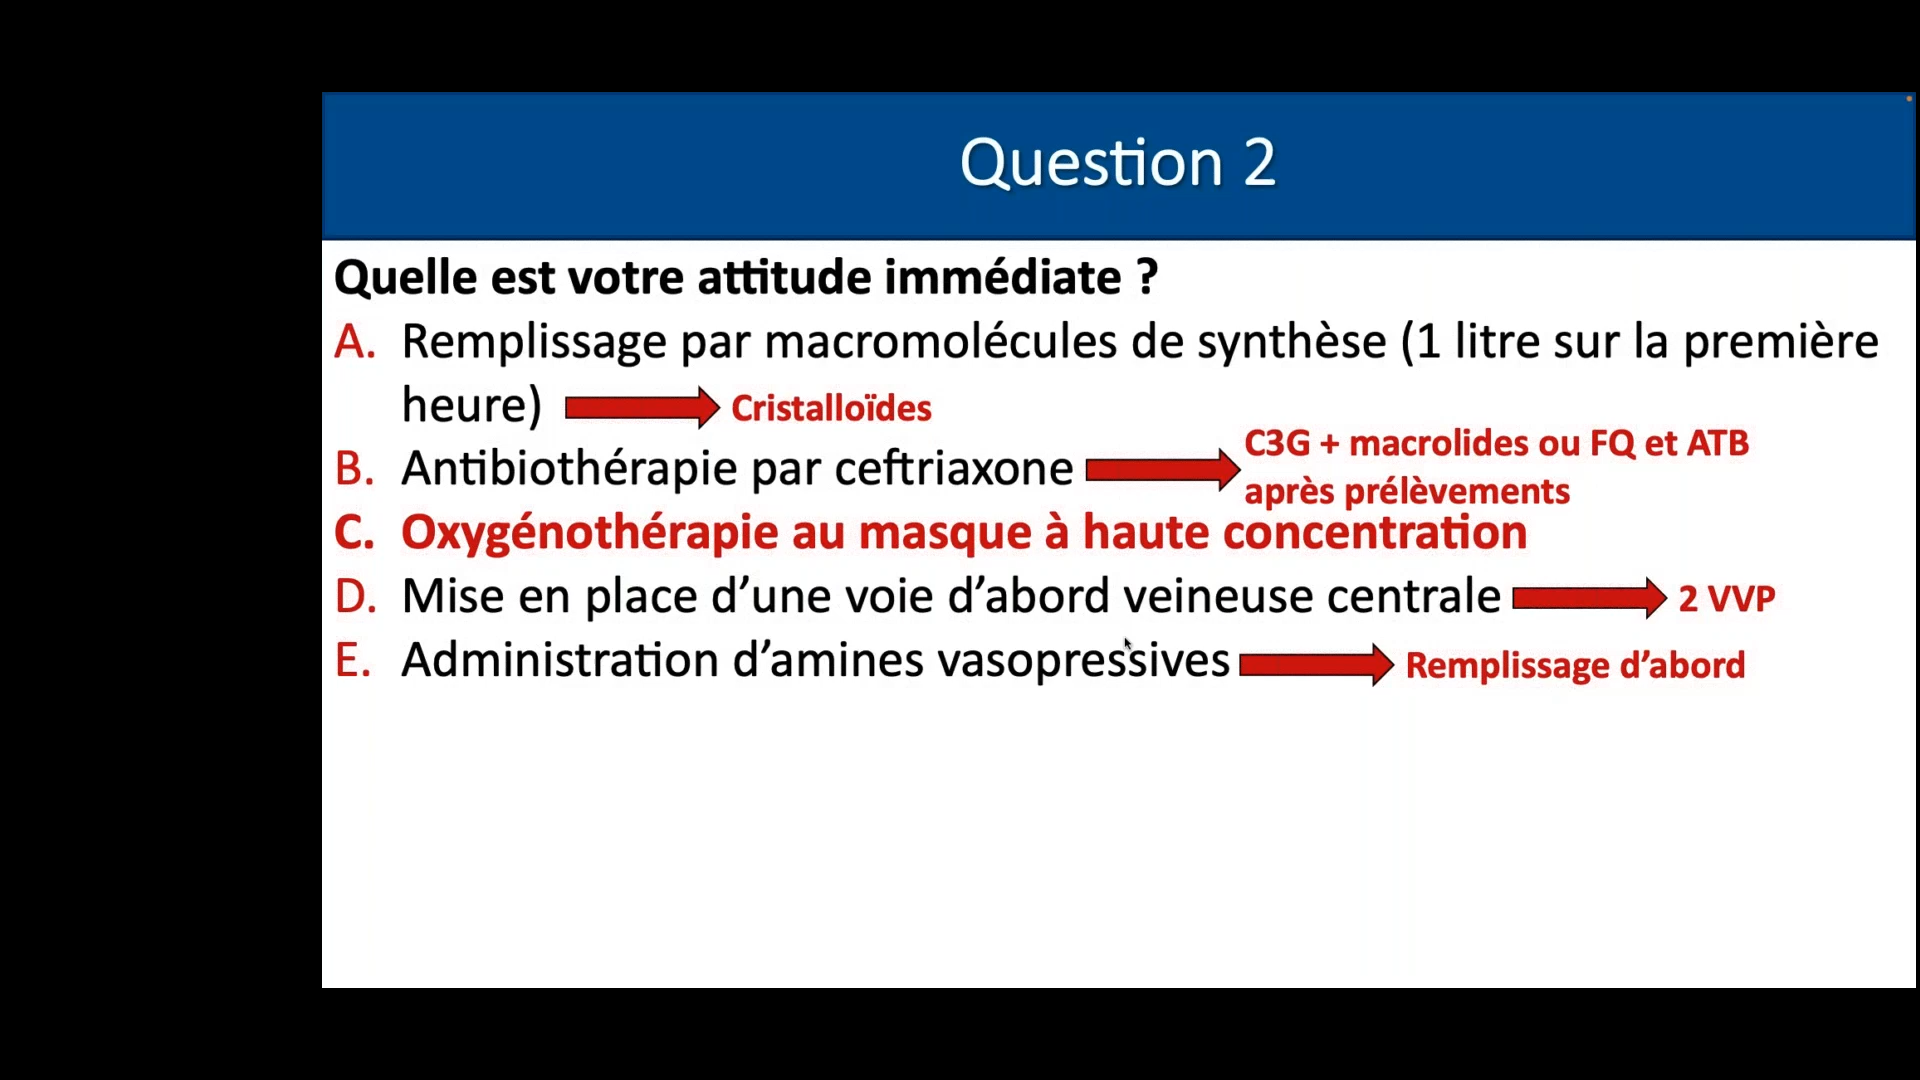 Question 2
Quelle est votre attitude immédiate ?
A. Remplissage par macromolécules de synthèse (1 litre sur la première
heure) Cristalloïdes
C3G + macrolides ou FQ et ATB
B. Antibiothérapie par ceftriaxone
après prélèvements
C. Oxygénothérapie au masque à haute concentration
D. Mise en place d’une voie d’abord veineuse centrale 2 VVP
E. Administration d’amines vasopressives Remplissage d’abord